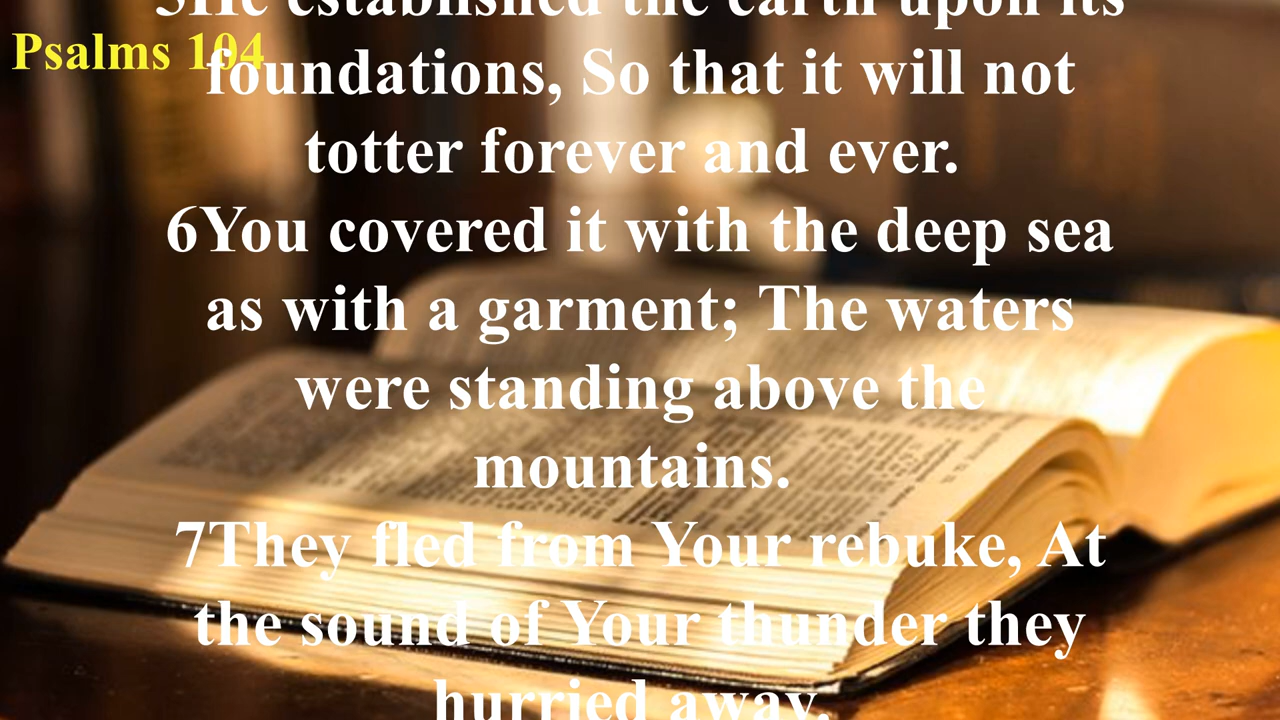 5He established the earth upon its
Psalms 104
foundations, So that it will not
totter forever and ever.
6You covered it with the deep sea
as with a garment; The waters
were standing above the
mountains.
7They fled from Your rebuke, At
the sound of Your thunder they
hurried away.